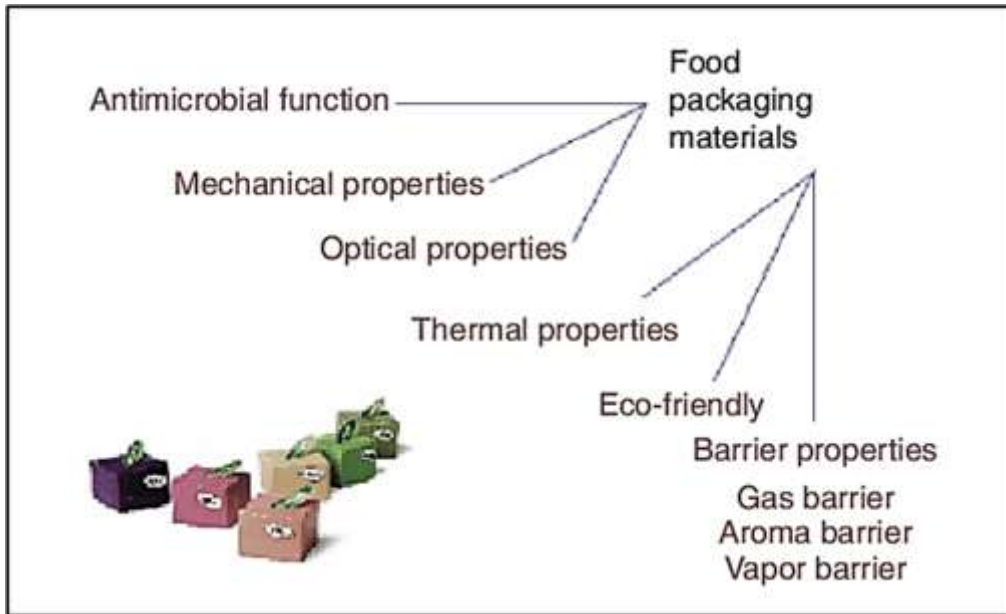 Food
packaging
materials
Antimicrobial function
Mechanical properties
Optical properties
Thermal properties
Eco-friendly
Barrier properties
Gas barrier
Aroma barrier
Vapor barrier